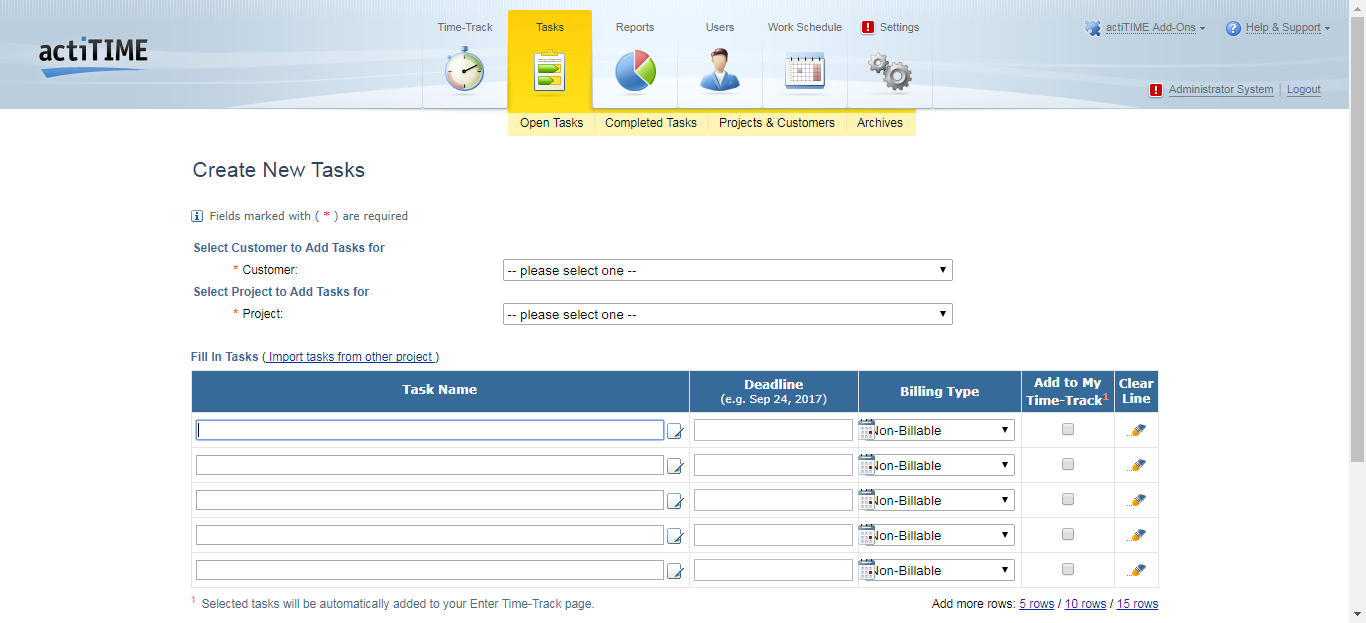 actiTIME
Time-Track
Tasks
Reports
Users
Work Schedule
! Settings
actiTIME Add-Ons
? Help & Support
! Administrator System | Logout
Open Tasks
Completed Tasks
Projects & Customers
Archives
Create New Tasks
i Fields marked with ( * ) are required
Select Customer to Add Tasks for
* Customer:
-- please select one --
Select Project to Add Tasks for
* Project:
-- please select one --
Fill In Tasks ( Import tasks from other project )
Task Name
Deadline
(e.g. Sep 24, 2017)
Billing Type
Add to My
Time-Track1
Clear
Line
Non-Billable
Non-Billable
Non-Billable
Non-Billable
Non-Billable
1 Selected tasks will be automatically added to your Enter Time-Track page.
Add more rows: 5 rows / 10 rows / 15 rows